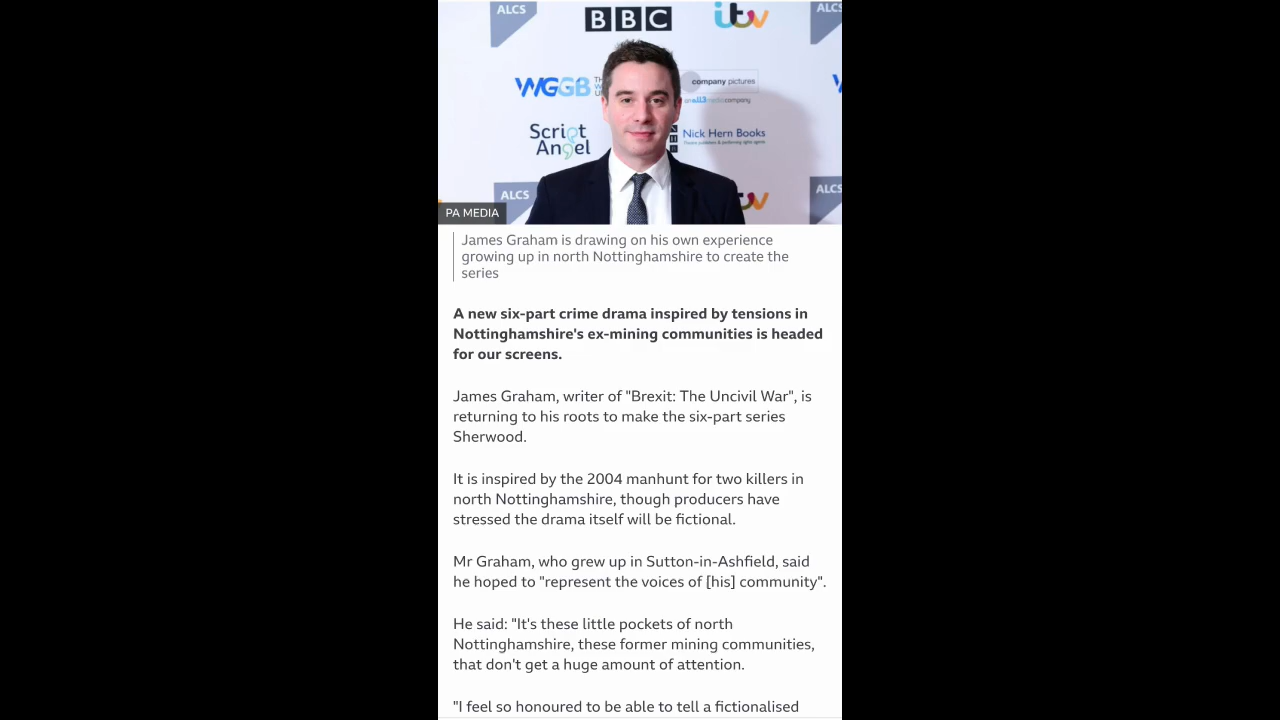 ALCS
BBC
itv
ALCS
WGGB
company pictures
an all3mediacompany
Script
Angel
Nick Hern Books
ALCS
ALCS
itv
PA MEDIA
James Graham is drawing on his own experience
growing up in north Nottinghamshire to create the
series
A new six-part crime drama inspired by tensions in
Nottinghamshire's ex-mining communities is headed
for our screens.
James Graham, writer of "Brexit: The Uncivil War", is
returning to his roots to make the six-part series
Sherwood.
It is inspired by the 2004 manhunt for two killers in
north Nottinghamshire, though producers have
stressed the drama itself will be fictional.
Mr Graham, who grew up in Sutton-in-Ashfield, said
he hoped to "represent the voices of [his] community".
He said: "It's these little pockets of north
Nottinghamshire, these former mining communities,
that don't get a huge amount of attention.
"I feel so honoured to be able to tell a fictionalised